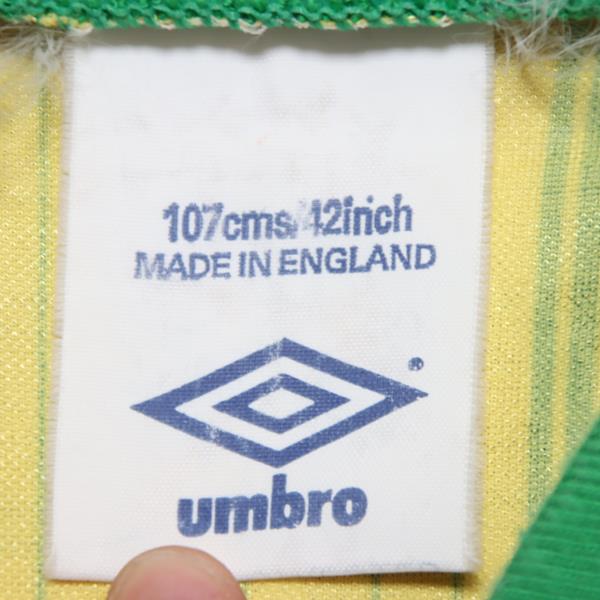 107cms/42inch
MADE IN ENGLAND
®
umbro